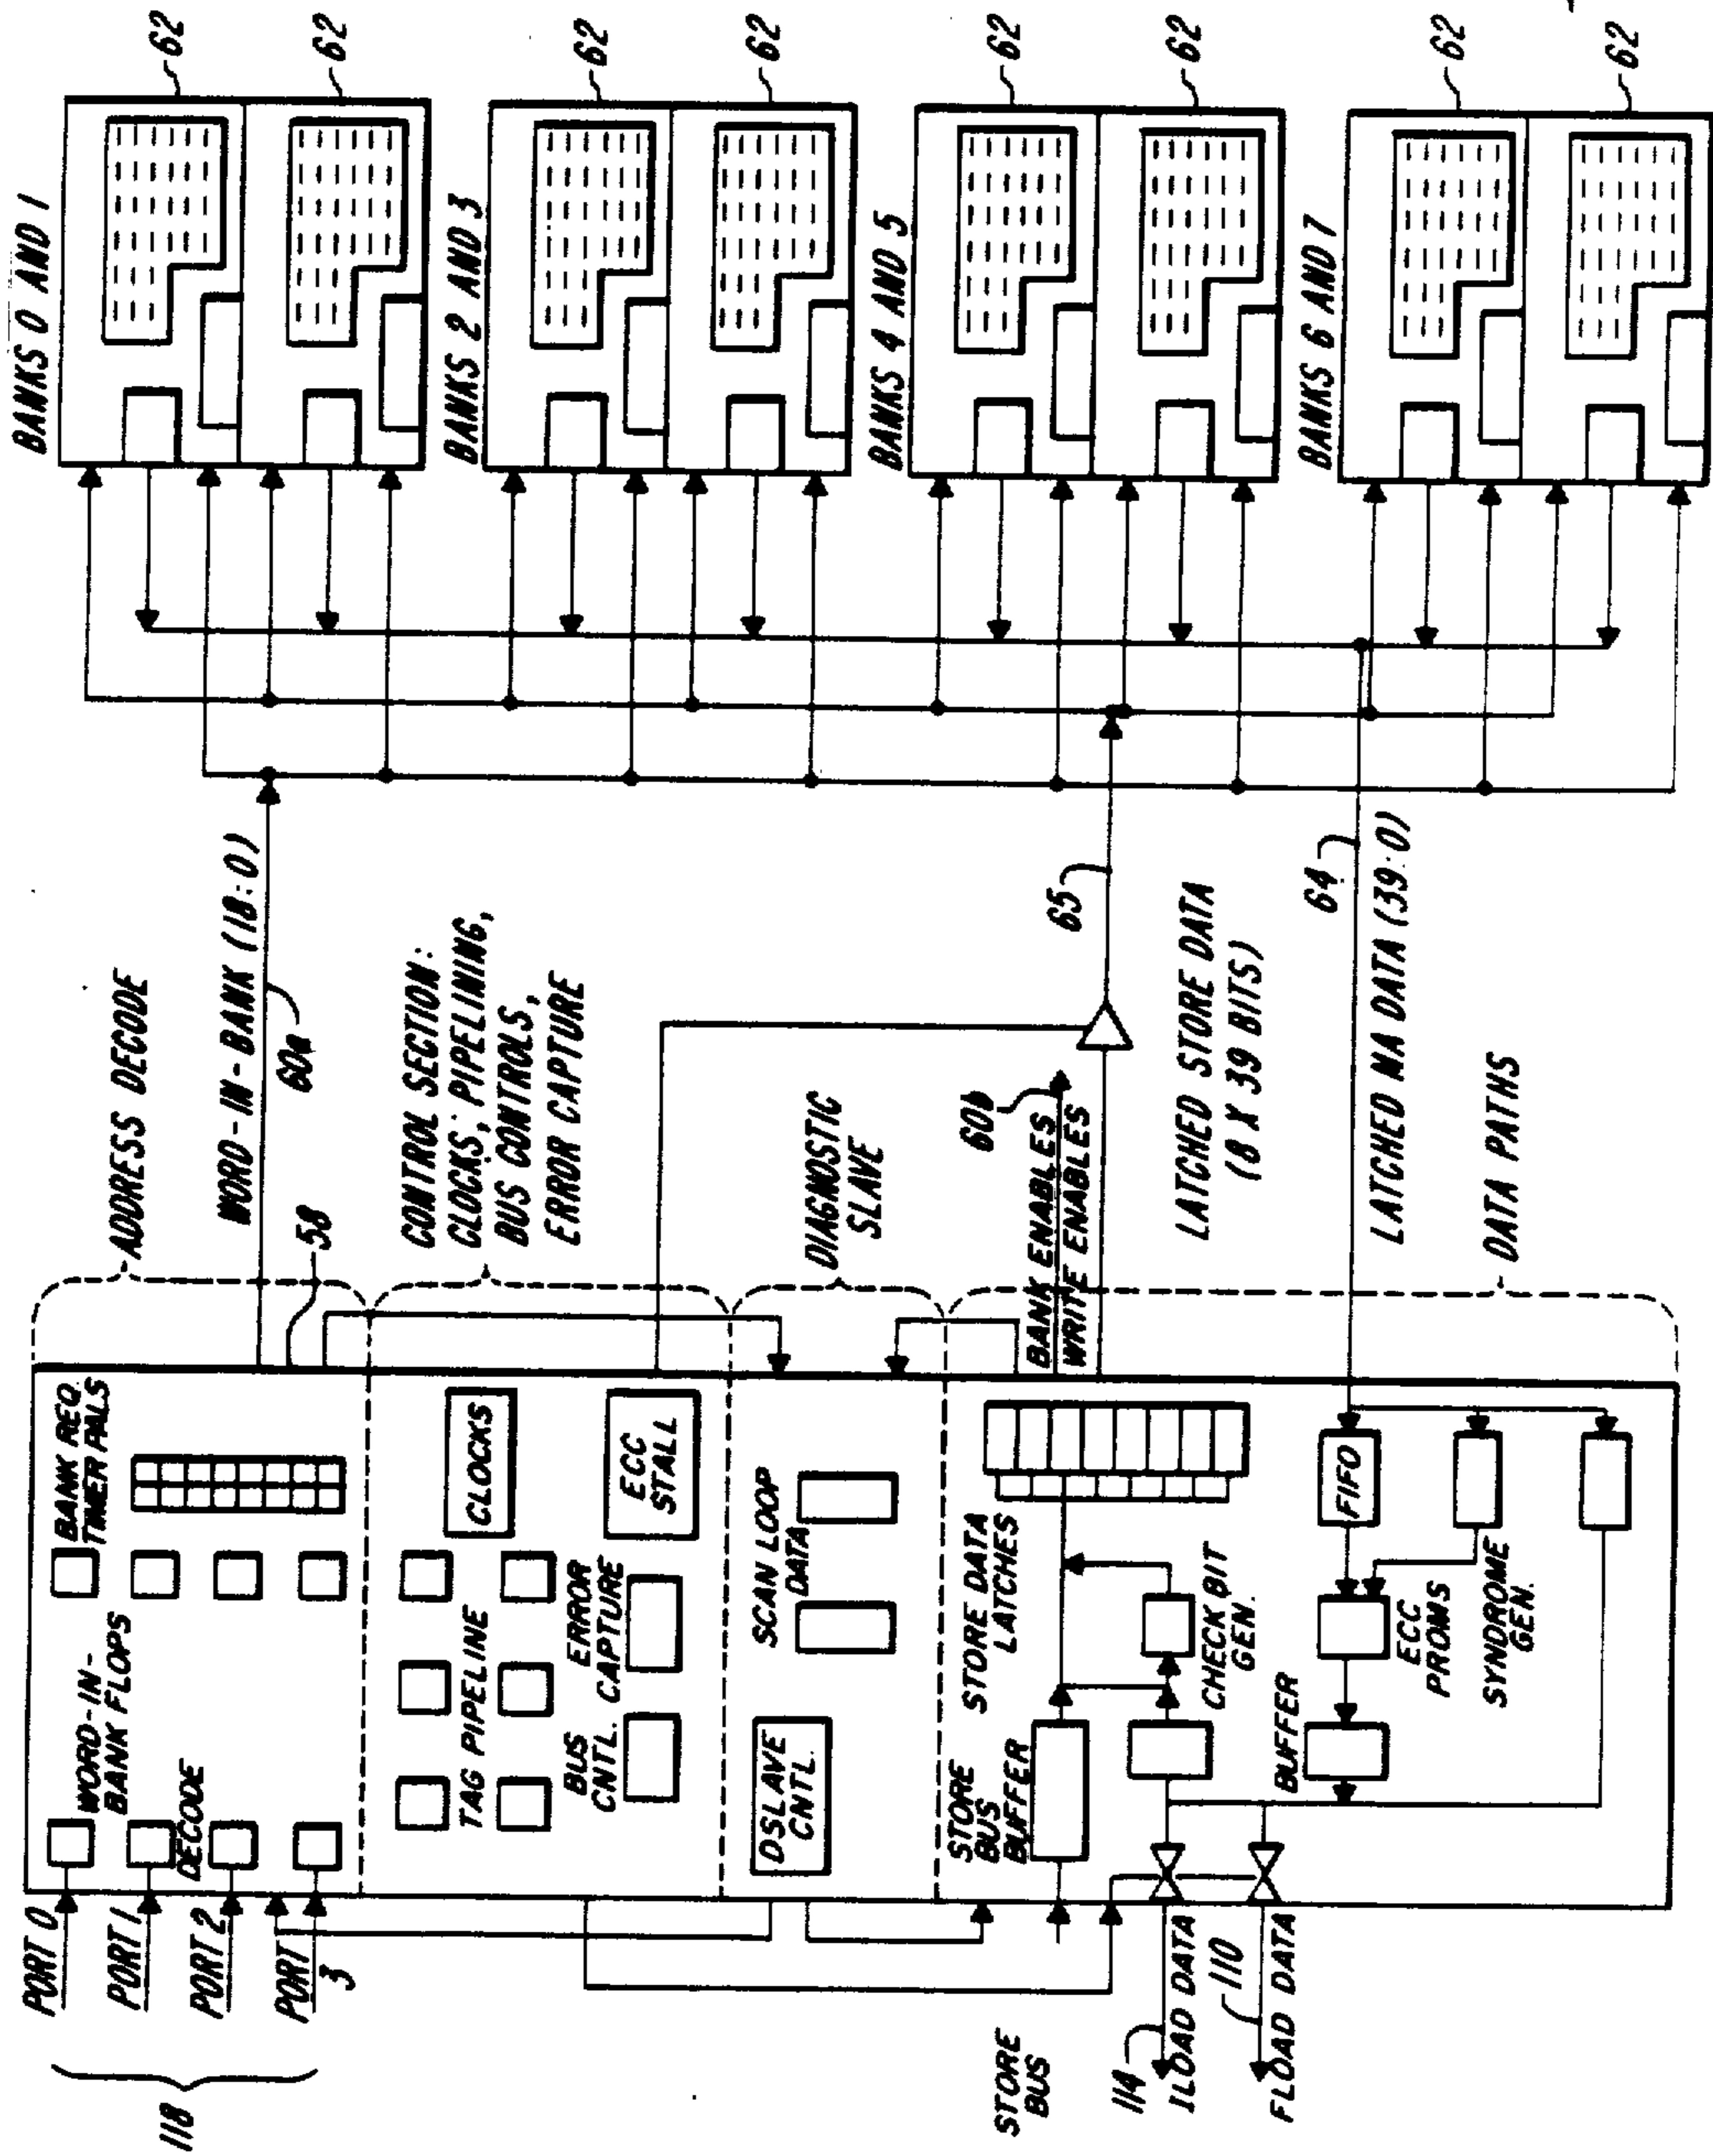 118
PORT 0
PORT 1
PORT 2
PORT
3
WORD-IN-
BANK FLOPS
DECODE
BANK REQ.
TIMER PALS
ADDRESS DECODE
58
WORD-IN-BANK (18:0)
60a
TAG PIPELINE
BUS
CNTL.
ERROR
CAPTURE
CLOCKS
ECC
STALL
CONTROL SECTION:
CLOCKS, PIPELINING,
BUS CONTROLS,
ERROR CAPTURE
DSLAVE
CNTL.
SCAN LOOP
DATA
DIAGNOSTIC
SLAVE
STORE
BUS
114
ILOAD DATA
110
FLOAD DATA
STORE
BUS
BUFFER
STORE DATA
LATCHES
CHECK BIT
GEN.
BUFFER
ECC
PROMS
SYNDROME
GEN.
FIFO
BANK ENABLES
WRITE ENABLES
60b
65
LATCHED STORE DATA
(8 X 39 BITS)
64
LATCHED MA DATA (39:0)
DATA PATHS
BANKS 0 AND 1
62
62
BANKS 2 AND 3
62
62
BANKS 4 AND 5
62
62
BANKS 6 AND 7
62
62